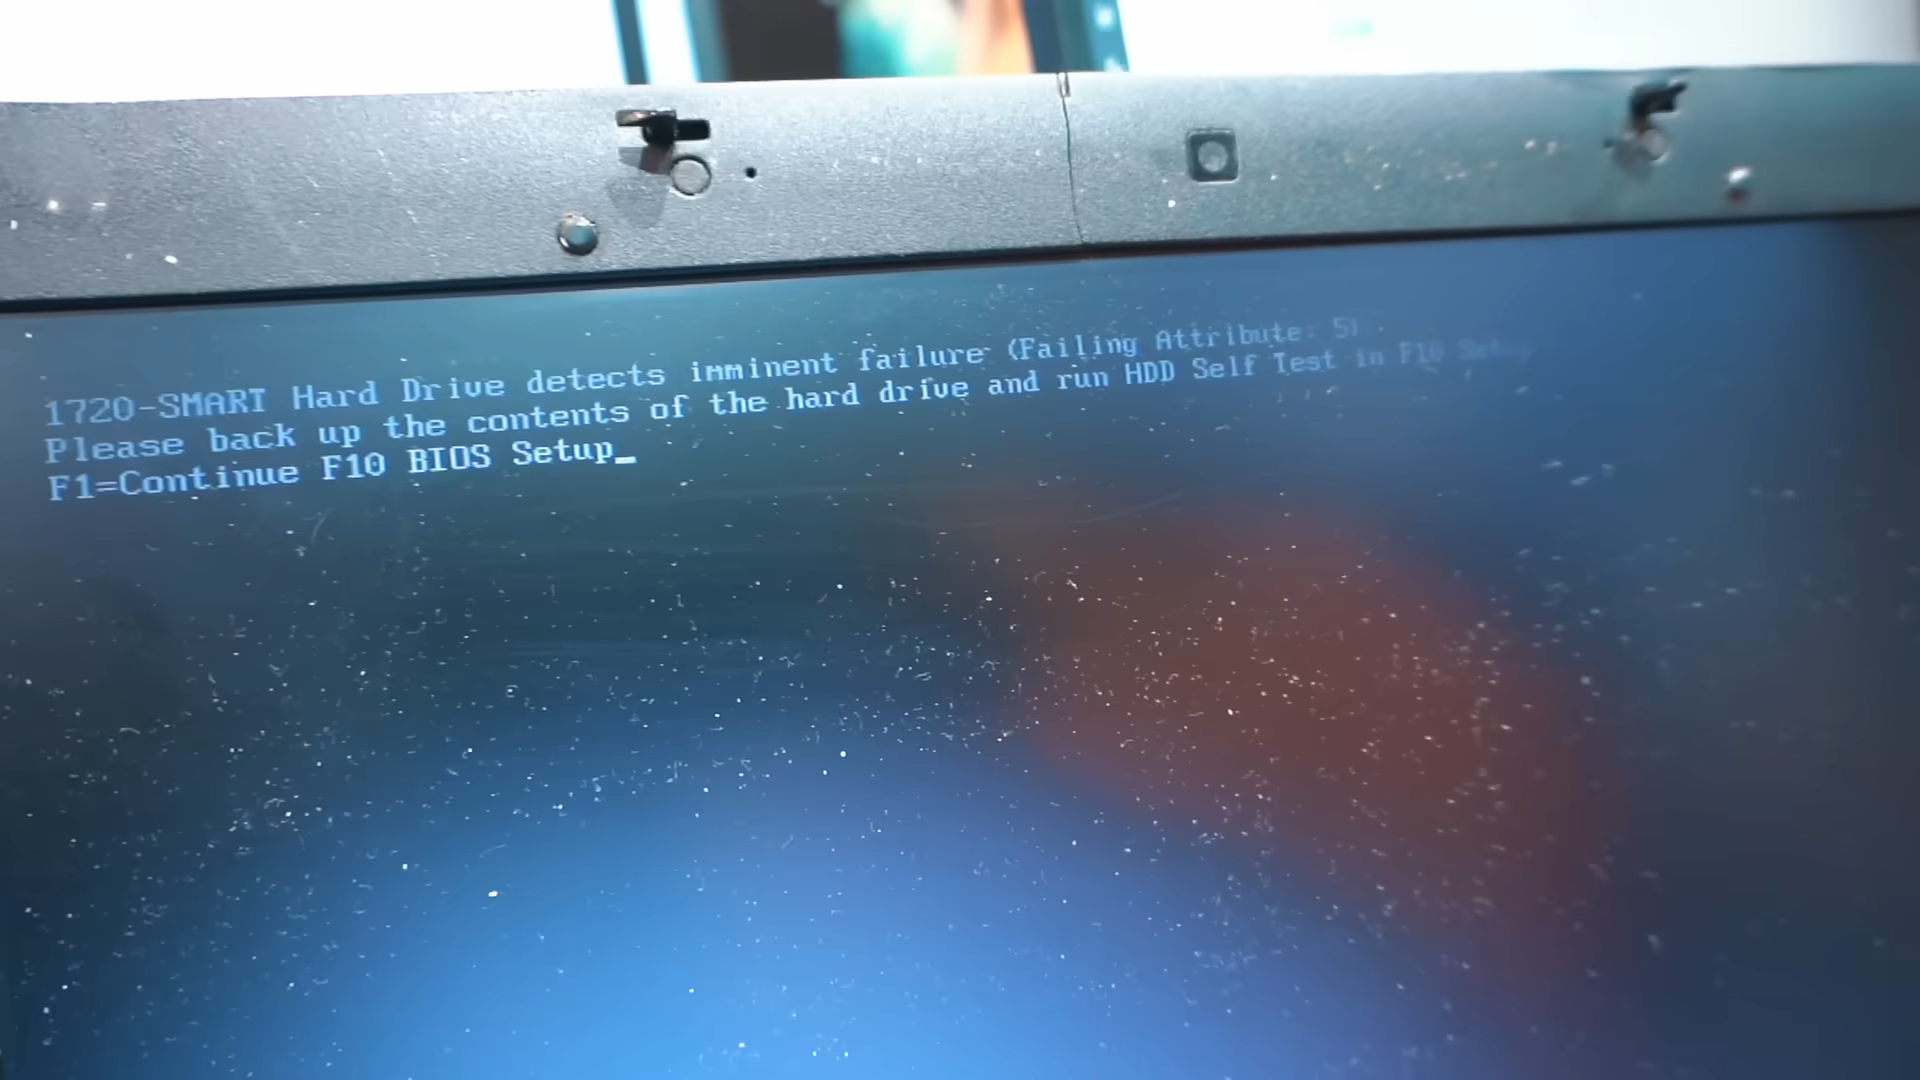 1720-SMART Hard Drive detects imminent failure (Failing Attribute: 5)
Please back up the contents of the hard drive and run HDD Self Test in F10 Setup
F1=Continue F10 BIOS Setup_